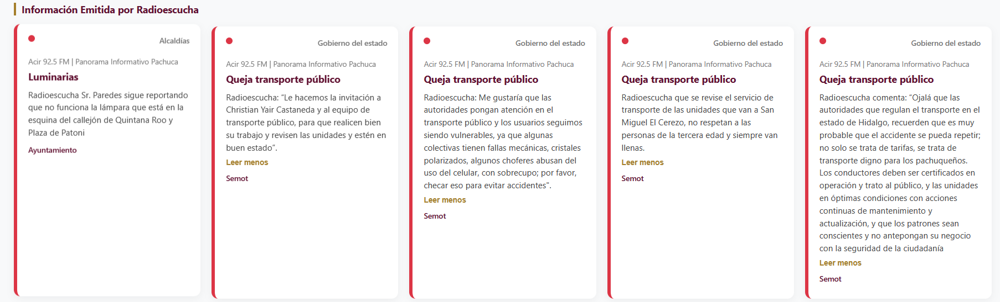 Información Emitida por Radioescucha
Alcaldías
Acir 92.5 FM | Panorama Informativo Pachuca
Luminarias
Radioescucha Sr. Paredes sigue reportando
que no funciona la lámpara que está en la
esquina del callejón de Quintana Roo y
Plaza de Patoni
Ayuntamiento
Gobierno del estado
Acir 92.5 FM | Panorama Informativo Pachuca
Queja transporte público
Radioescucha: “Le hacemos la invitación a
Christian Yair Castaneda y al equipo de
transporte público, para que realicen bien
su trabajo y revisen las unidades y estén en
buen estado”.
Leer menos
Semot
Gobierno del estado
Acir 92.5 FM | Panorama Informativo Pachuca
Queja transporte público
Radioescucha: Me gustaría que las
autoridades pongan atención en el
transporte público y los usuarios seguimos
siendo vulnerables, ya que algunas
colectivas tienen fallas mecánicas, cristales
polarizados, algunos choferes abusan del
uso del celular, con sobrecupo; por favor,
checar eso para evitar accidentes".
Leer menos
Semot
Gobierno del estado
Acir 92.5 FM | Panorama Informativo Pachuca
Queja transporte público
Radioescucha que se revise el servicio de
transporte de las unidades que van a San
Miguel El Cerezo, no respetan a las
personas de la tercera edad y siempre van
llenas.
Leer menos
Semot
Gobierno del estado
Acir 92.5 FM | Panorama Informativo Pachuca
Queja transporte público
Radioescucha comenta: “Ojalá que las
autoridades que regulan el transporte en el
estado de Hidalgo, recuerden que es muy
probable que el accidente se pueda repetir;
no solo se trata de tarifas, se trata de
transporte digno para los pachuqueños.
Los conductores deben ser certificados en
operación y trato al público, y las unidades
en óptimas condiciones con acciones
continuas de mantenimiento y
actualización, y que los patrones sean
conscientes y no antepongan su negocio
con la seguridad de la ciudadanía
Leer menos
Semot